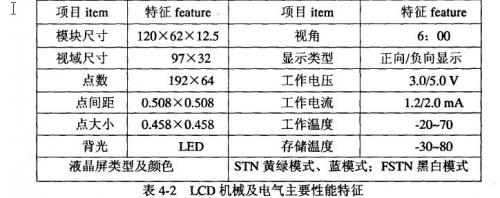 项目 item 特征 feature 项目 item 特征 feature
模块尺寸 120×62×12.5 视角 6：00
视域尺寸 97×32 显示类型 正向/负向显示
点数 192×64 工作电压 3.0/5.0 V
点间距 0.508×0.508 工作电流 1.2/2.0 mA
点大小 0.458×0.458 工作温度 -20~70
背光 LED 存储温度 -30~80
液晶屏类型及颜色 STN 黄绿模式、蓝模式；FSTN 黑白模式
表 4-2 LCD 机械及电气主要性能特征